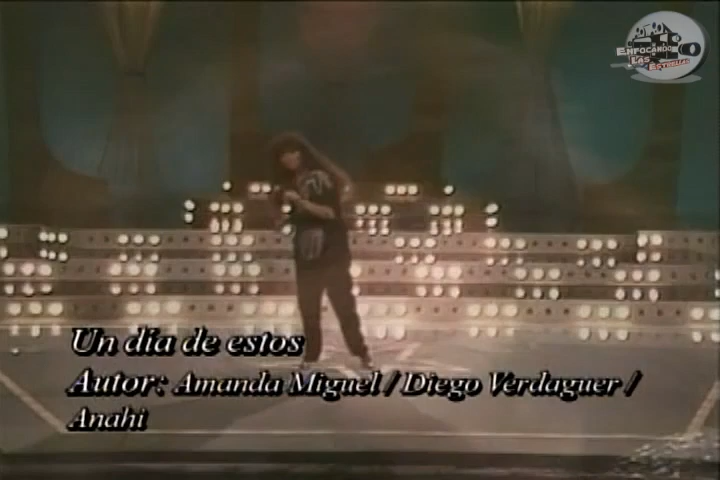 ENFOCANDO
LAS ESTRELLAS
Un día de estos
Autor: Amanda Miguel / Diego Verdaguer /
Anahi